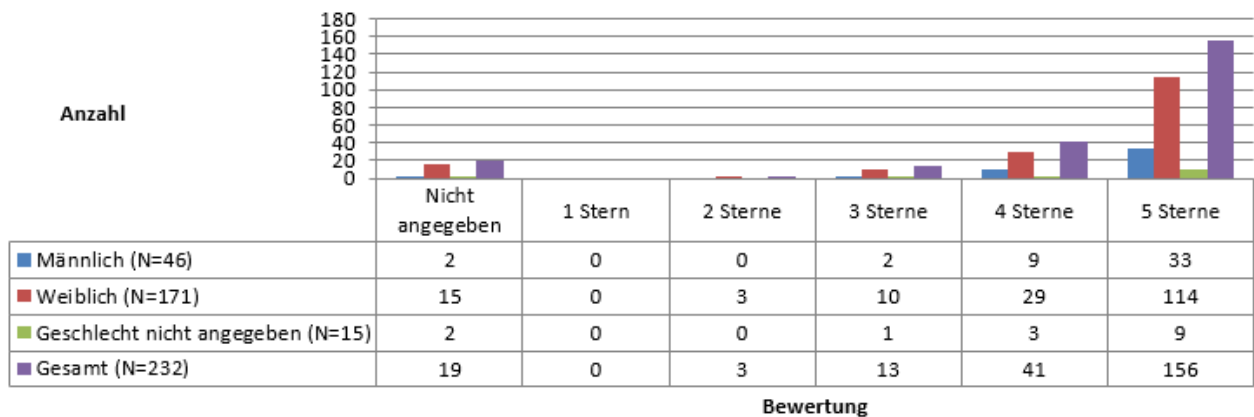 180
160
140
120
100
80
60
40
20
0
Anzahl
Nicht angegeben 1 Stern 2 Sterne 3 Sterne 4 Sterne 5 Sterne
Männlich (N=46) 2 0 0 2 9 33
Weiblich (N=171) 15 0 3 10 29 114
Geschlecht nicht angegeben (N=15) 2 0 0 1 3 9
Gesamt (N=232) 19 0 3 13 41 156
Bewertung